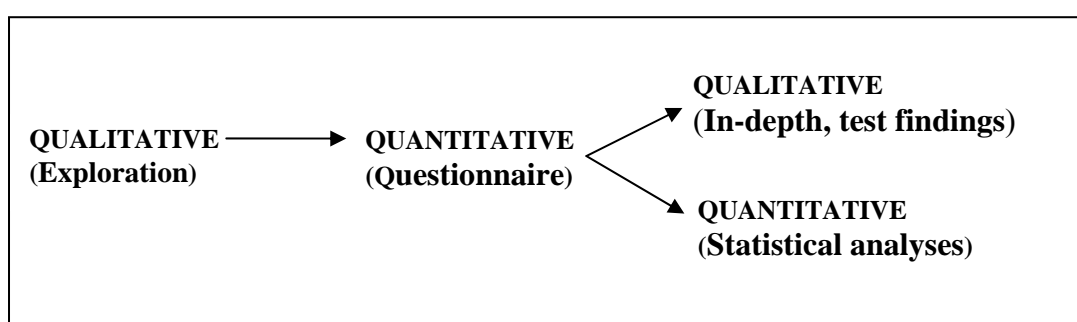 QUALITATIVE
(Exploration)
QUANTITATIVE
(Questionnaire)
QUALITATIVE
(In-depth, test findings)
QUANTITATIVE
(Statistical analyses)